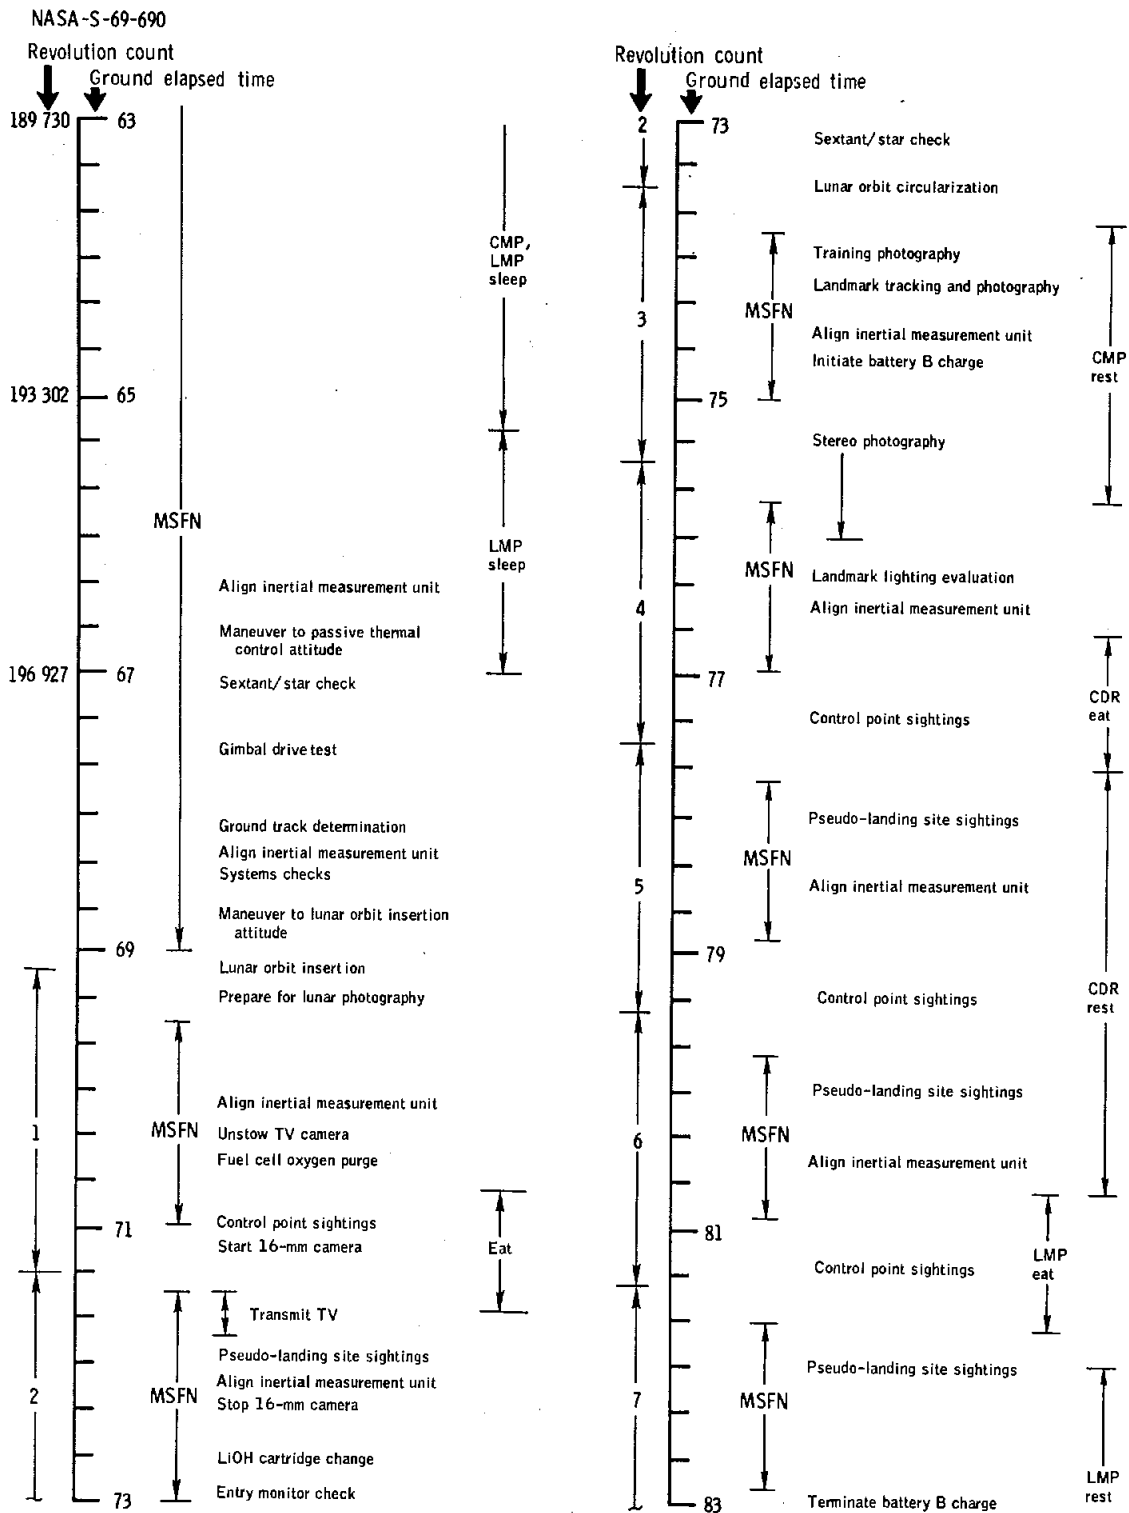 NASA-S-69-690
Revolution count
Ground elapsed time
189 730
63
CMP,
LMP
sleep
193 302
65
MSFN
LMP
sleep
Align inertial measurement unit
Maneuver to passive thermal
control attitude
196 927
67
Sextant/star check
Gimbal drive test
Ground track determination
Align inertial measurement unit
Systems checks
Maneuver to lunar orbit insertion
attitude
69
Lunar orbit insertion
Prepare for lunar photography
1
MSFN
Align inertial measurement unit
Unstow TV camera
Fuel cell oxygen purge
71
Control point sightings
Start 16-mm camera
Eat
Transmit TV
Pseudo-landing site sightings
2
MSFN
Align inertial measurement unit
Stop 16-mm camera
LiOH cartridge change
Entry monitor check
73
Revolution count
Ground elapsed time
2
73
Sextant/star check
Lunar orbit circularization
Training photography
Landmark tracking and photography
3
MSFN
Align inertial measurement unit
Initiate battery B charge
CMP
rest
75
Stereo photography
MSFN
Landmark lighting evaluation
4
Align inertial measurement unit
77
CDR
eat
Control point sightings
Pseudo-landing site sightings
MSFN
5
Align inertial measurement unit
79
CDR
rest
Control point sightings
Pseudo-landing site sightings
6
MSFN
Align inertial measurement unit
81
LMP
eat
Control point sightings
Pseudo-landing site sightings
7
MSFN
LMP
rest
83
Terminate battery B charge